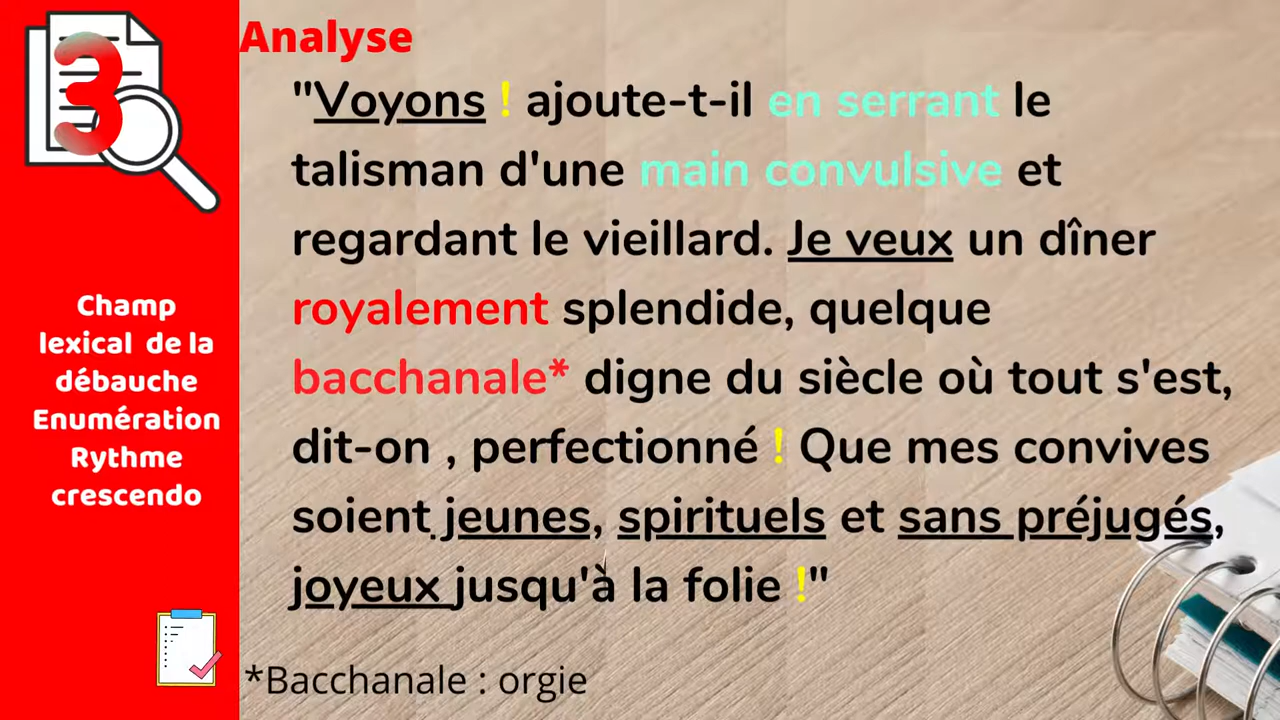 3
Analyse
"Voyons ! ajoute-t-il en serrant le
talisman d'une main convulsive et
regardant le vieillard. Je veux un dîner
royalement splendide, quelque
bacchanale* digne du siècle où tout s'est,
dit-on , perfectionné ! Que mes convives
soient jeunes, spirituels et sans préjugés,
joyeux jusqu'à la folie !"
*Bacchanale : orgie
Champ
lexical de la
débauche
Enumération
Rythme
crescendo